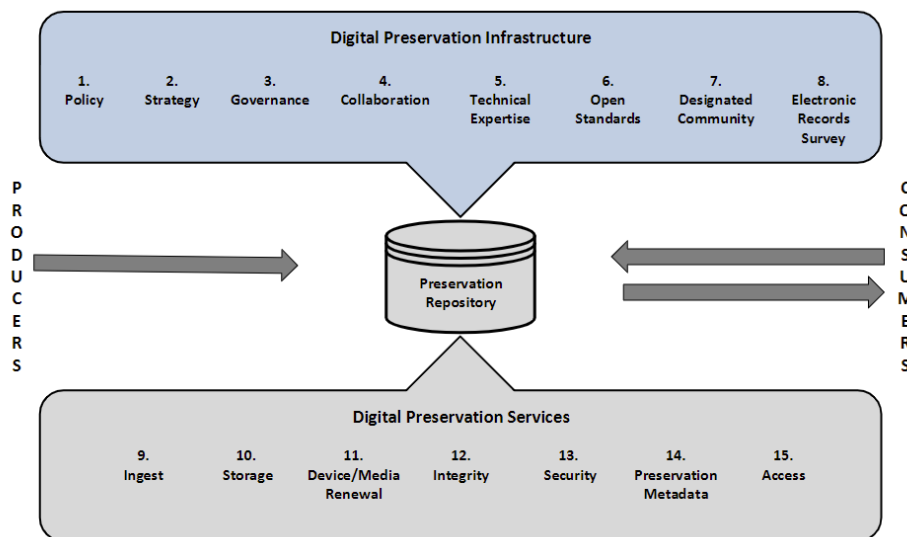 Digital Preservation Infrastructure
1.
Policy
2.
Strategy
3.
Governance
4.
Collaboration
5.
Technical
Expertise
6.
Open
Standards
7.
Designated
Community
8.
Electronic
Records
Survey
P
R
O
D
U
C
E
R
S
Preservation
Repository
C
O
N
S
U
M
E
R
S
Digital Preservation Services
9.
Ingest
10.
Storage
11.
Device/Media
Renewal
12.
Integrity
13.
Security
14.
Preservation
Metadata
15.
Access